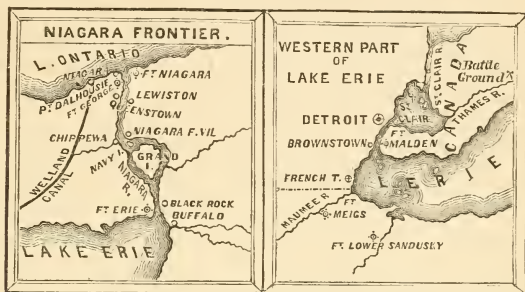 NIAGARA FRONTIER.
L. ONTARIO
NIAGAR
FT. NIAGARA
PT. DALHOUSIE
FT. GEORGE
LEWISTON
ENSTOWN
CHIPPEWA
NIAGARA F. VIL.
NAVY I.
GRAND
I.
WELLAND
CANAL
NIAGARA
R.
FT. ERIE
BLACK ROCK
BUFFALO
LAKE ERIE
WESTERN PART
OF
LAKE ERIE
ST. CLAIR R.
CANADA
Battle
Ground
THAMES R.
ST.
CLAIR
DETROIT
FT.
MALDEN
BROWNSTOWN
FRENCH T.
L. ERIE
MAUMEE R.
FT
MEIGS
FT. LOWER SANDUSKY